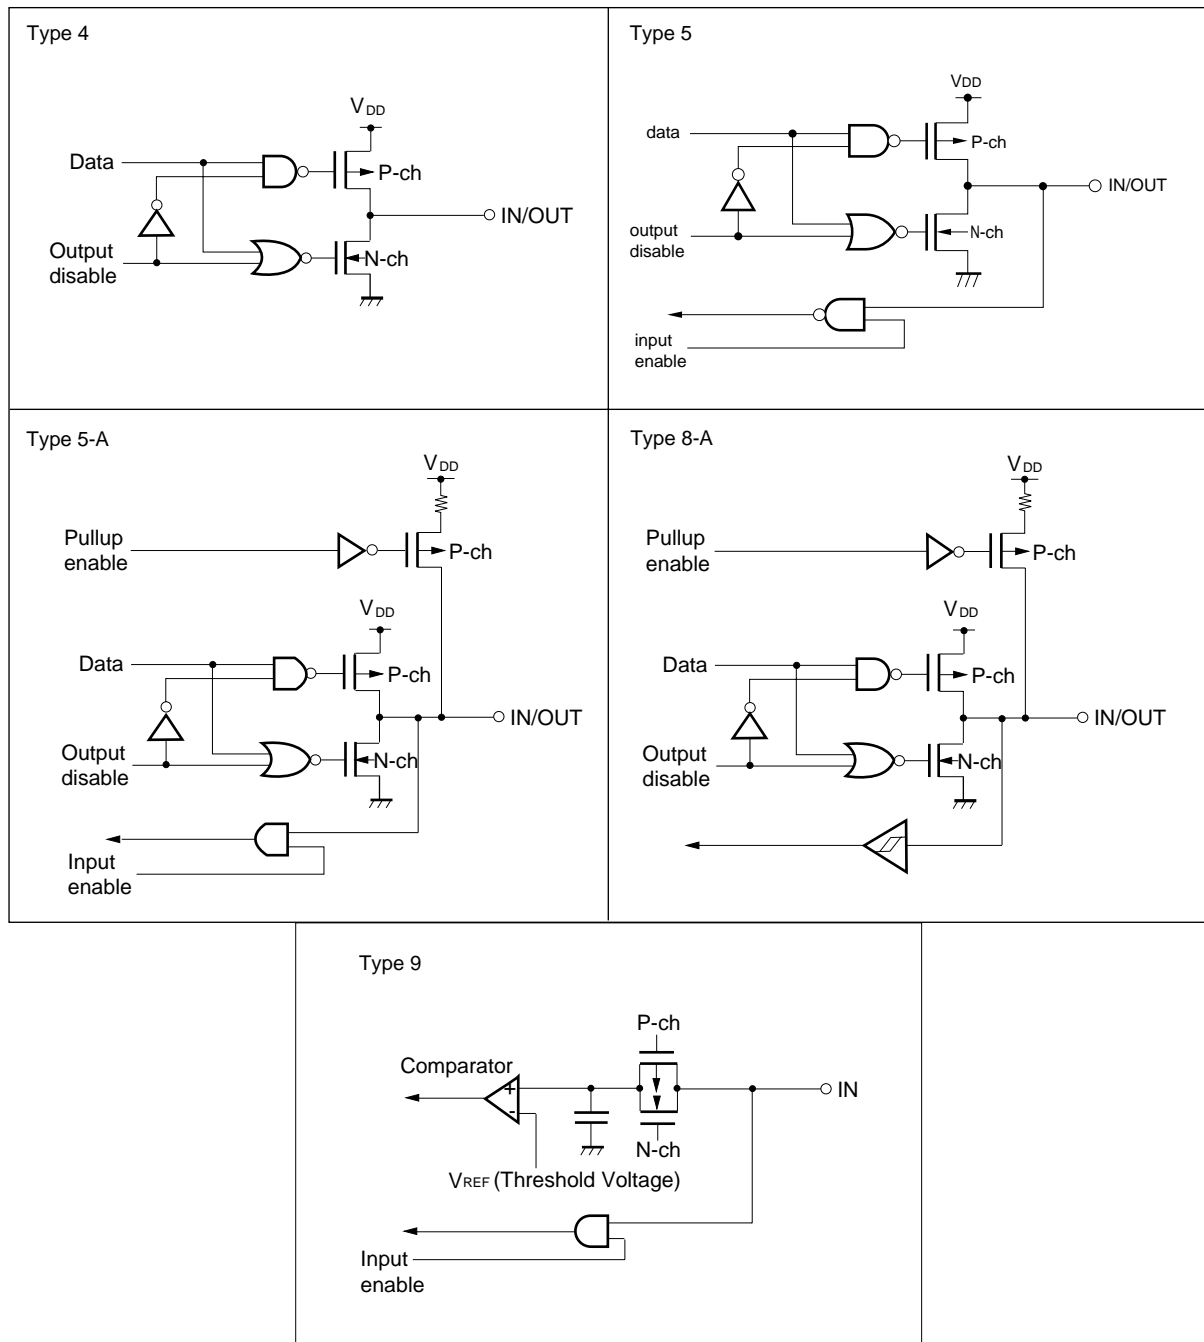 Type 4
VDD
Data
P-ch
IN/OUT
Output
disable
N-ch
Type 5
VDD
data
P-ch
IN/OUT
output
disable
N-ch
input
enable
Type 5-A
VDD
Pullup
enable
P-ch
VDD
Data
P-ch
IN/OUT
Output
disable
N-ch
Input
enable
Type 8-A
VDD
Pullup
enable
P-ch
VDD
Data
P-ch
IN/OUT
Output
disable
N-ch
Type 9
P-ch
Comparator
+
-
IN
N-ch
VREF (Threshold Voltage)
Input
enable